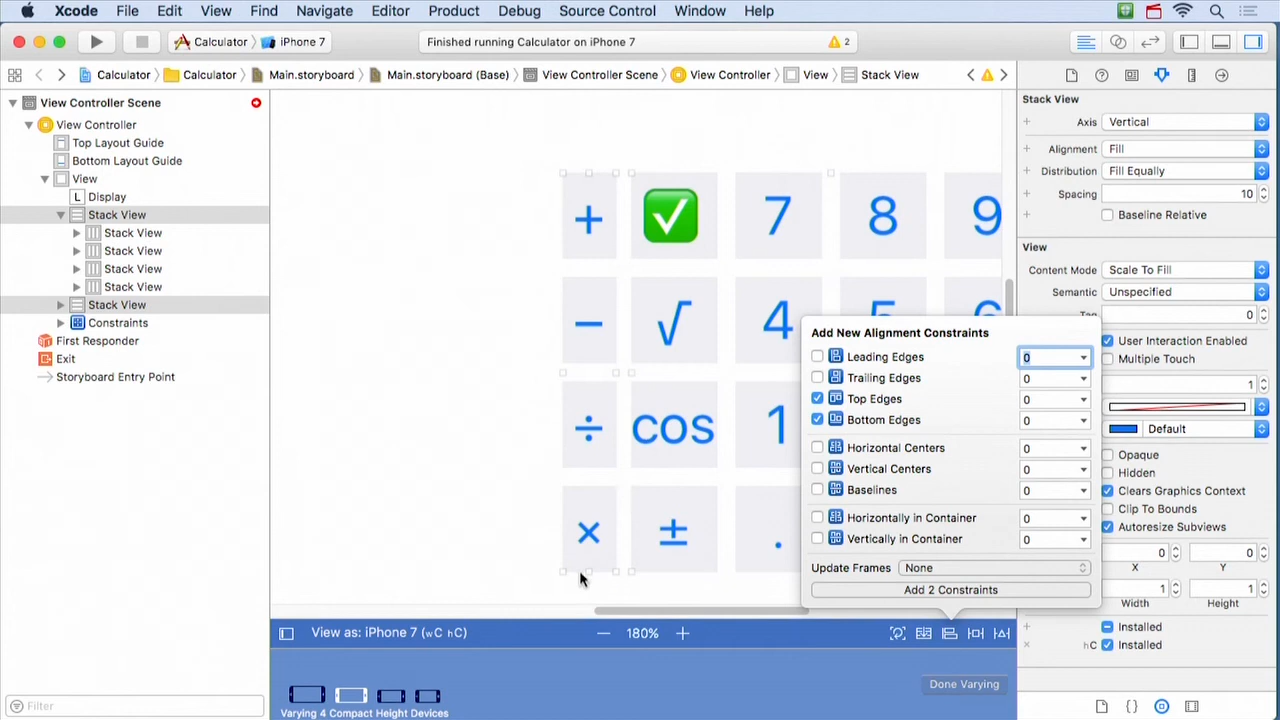 Xcode File Edit View Find Navigate Editor Product Debug Source Control Window Help
Calculator iPhone 7 Finished running Calculator on iPhone 7 2
Calculator Calculator Main.storyboard Main.storyboard (Base) View Controller Scene View Controller View Stack View
View Controller Scene
View Controller
Top Layout Guide
Bottom Layout Guide
View
L Display
Stack View
Stack View
Stack View
Stack View
Stack View
Stack View
Constraints
First Responder
Exit
Storyboard Entry Point
Filter
+ ✅ 7 8 9
− √ 4 5 6
÷ cos 1
× ± .
Add New Alignment Constraints
Leading Edges 0
Trailing Edges 0
Top Edges 0
Bottom Edges 0
Horizontal Centers 0
Vertical Centers 0
Baselines 0
Horizontally in Container 0
Vertically in Container 0
Update Frames None
Add 2 Constraints
View as: iPhone 7 (wC hC) — 180% +
Done Varying
Varying 4 Compact Height Devices
Stack View
+ Axis Vertical
+ Alignment Fill
+ Distribution Fill Equally
+ Spacing 10
+ Baseline Relative
View
Content Mode Scale To Fill
Semantic Unspecified
Tag 0
User Interaction Enabled
Multiple Touch
1
Default
Opaque
Hidden
Clears Graphics Context
Clip To Bounds
Autoresize Subviews
0 0
X Y
1 1
Width Height
+ Installed
× hC Installed